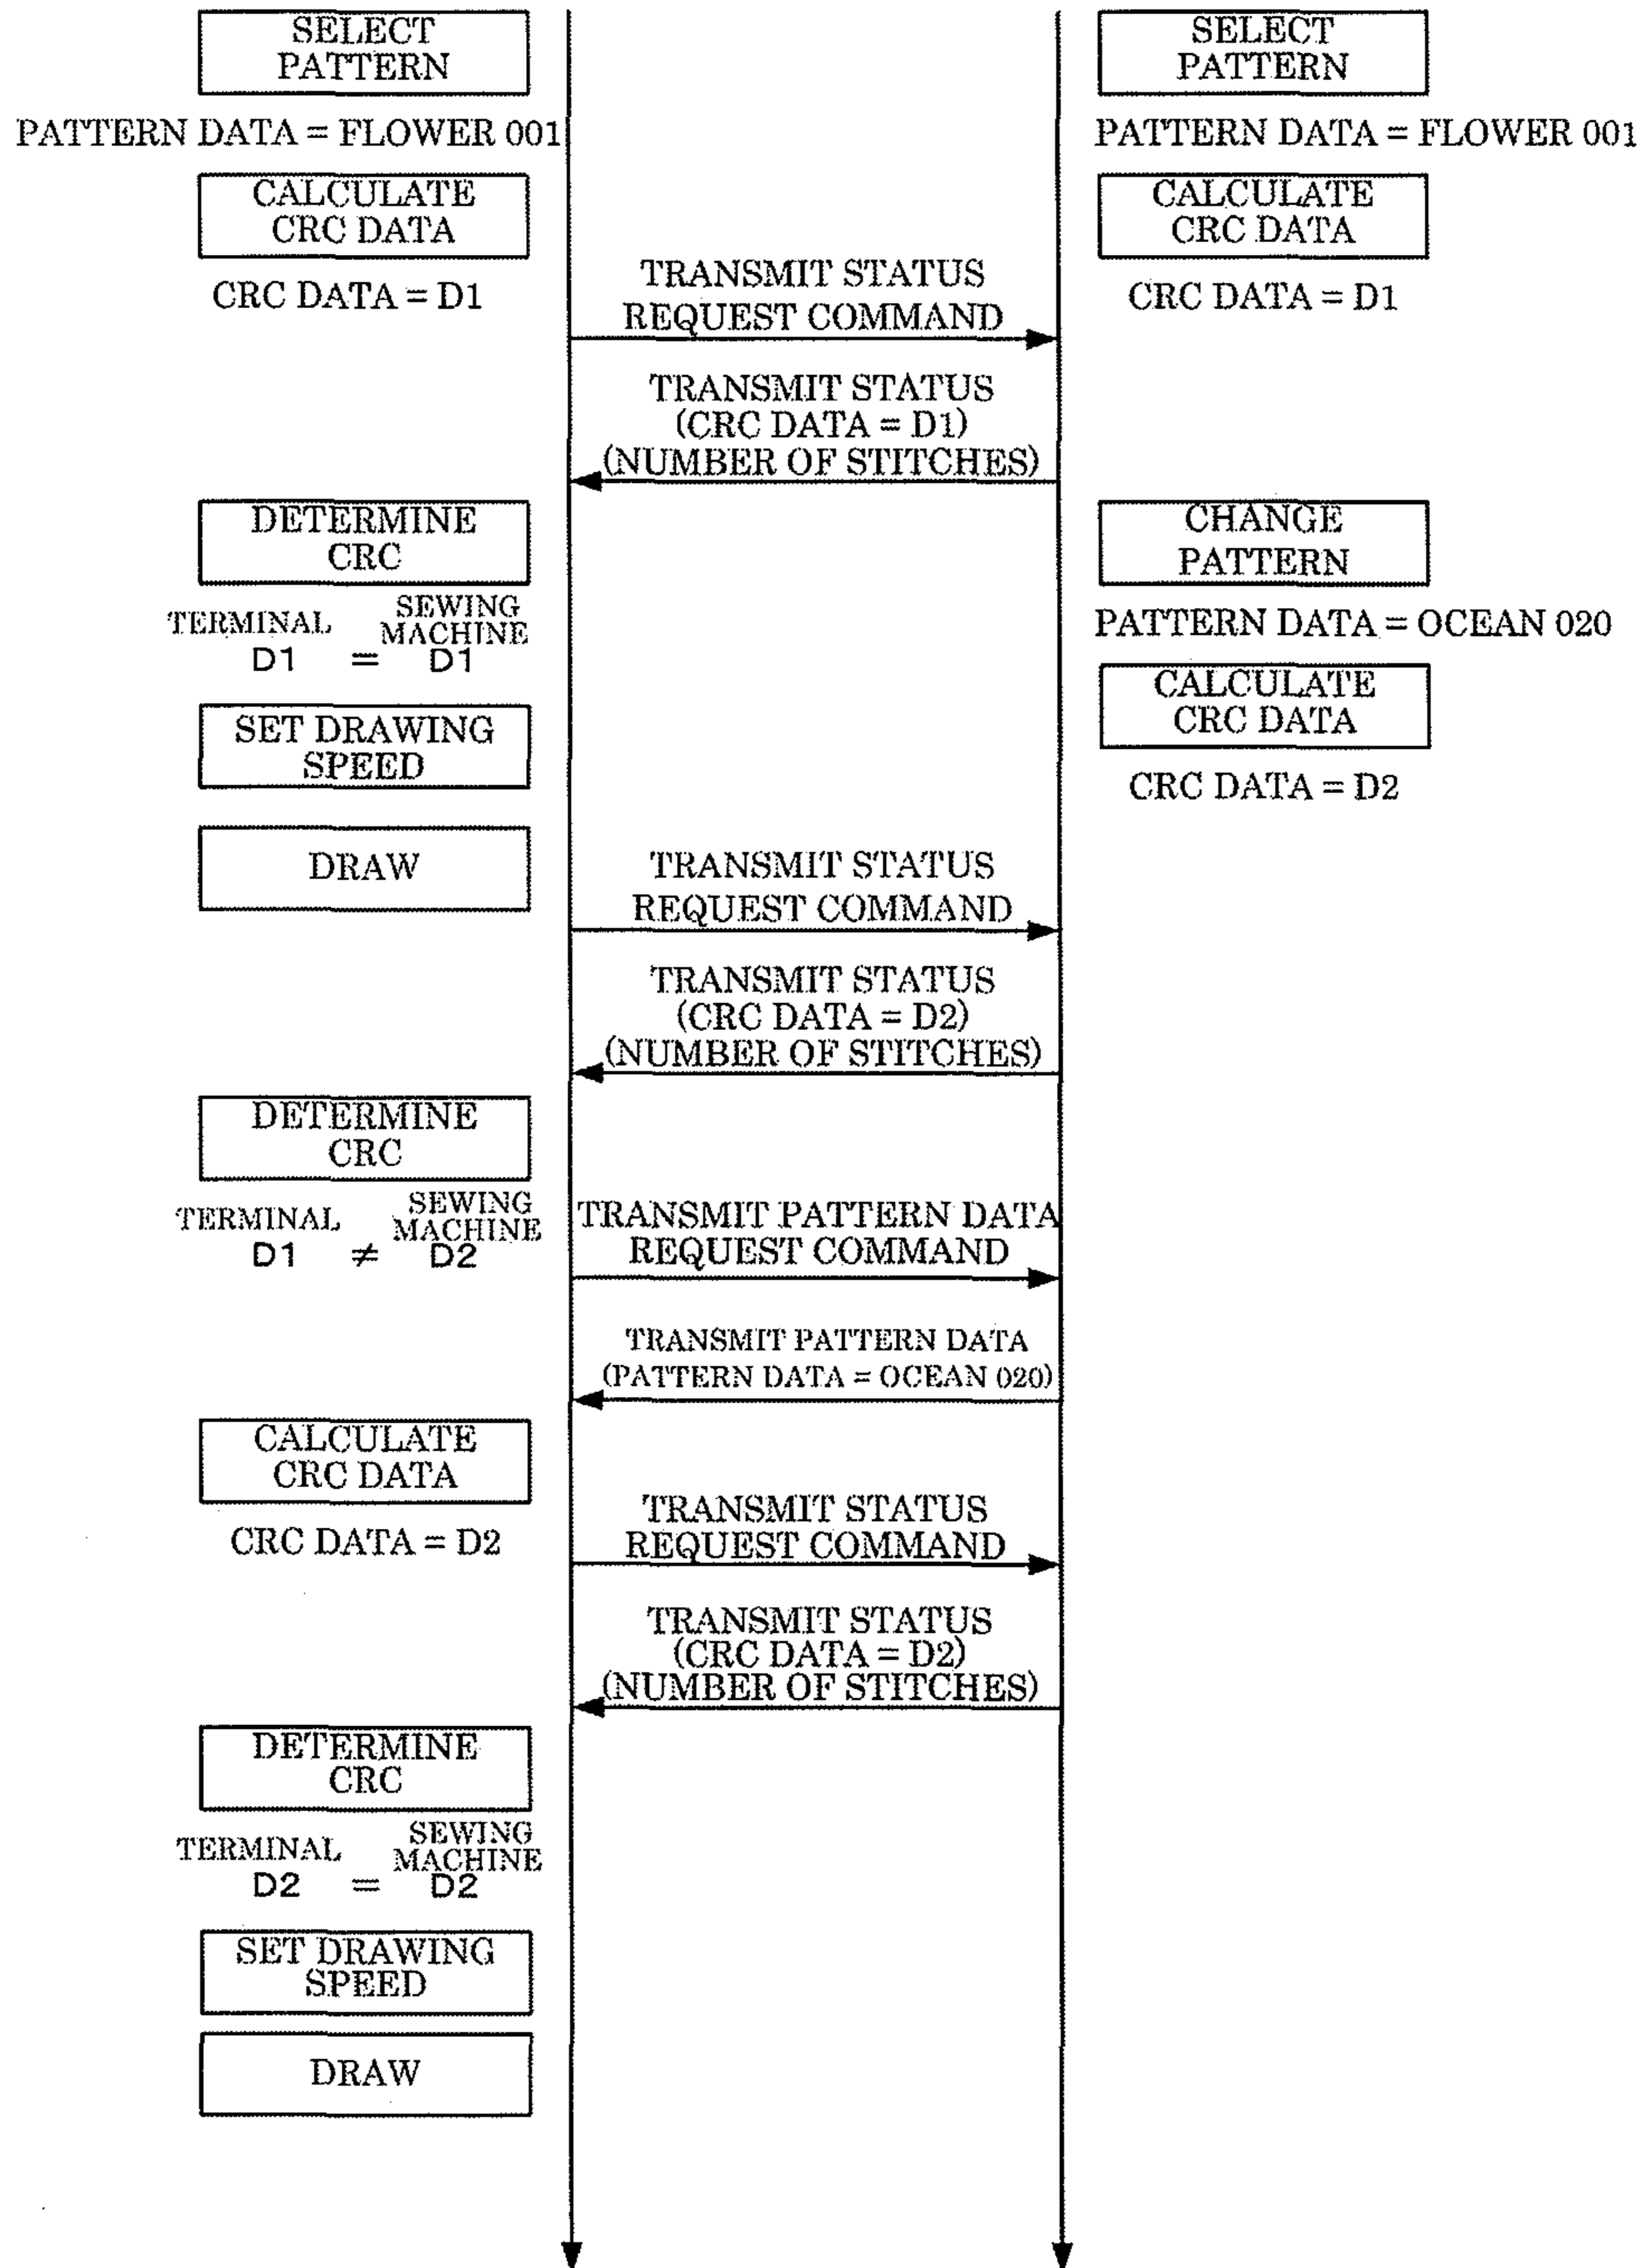 SELECT
PATTERN
SELECT
PATTERN
PATTERN DATA = FLOWER 001
PATTERN DATA = FLOWER 001
CALCULATE
CRC DATA
CALCULATE
CRC DATA
CRC DATA = D1
CRC DATA = D1
TRANSMIT STATUS
REQUEST COMMAND
TRANSMIT STATUS
(CRC DATA = D1)
(NUMBER OF STITCHES)
DETERMINE
CRC
CHANGE
PATTERN
TERMINAL SEWING
MACHINE
D1 = D1
PATTERN DATA = OCEAN 020
CALCULATE
CRC DATA
SET DRAWING
SPEED
CRC DATA = D2
DRAW
TRANSMIT STATUS
REQUEST COMMAND
TRANSMIT STATUS
(CRC DATA = D2)
(NUMBER OF STITCHES)
DETERMINE
CRC
TERMINAL SEWING
MACHINE
D1 ≠ D2
TRANSMIT PATTERN DATA
REQUEST COMMAND
TRANSMIT PATTERN DATA
(PATTERN DATA = OCEAN 020)
CALCULATE
CRC DATA
CRC DATA = D2
TRANSMIT STATUS
REQUEST COMMAND
TRANSMIT STATUS
(CRC DATA = D2)
(NUMBER OF STITCHES)
DETERMINE
CRC
TERMINAL SEWING
MACHINE
D2 = D2
SET DRAWING
SPEED
DRAW